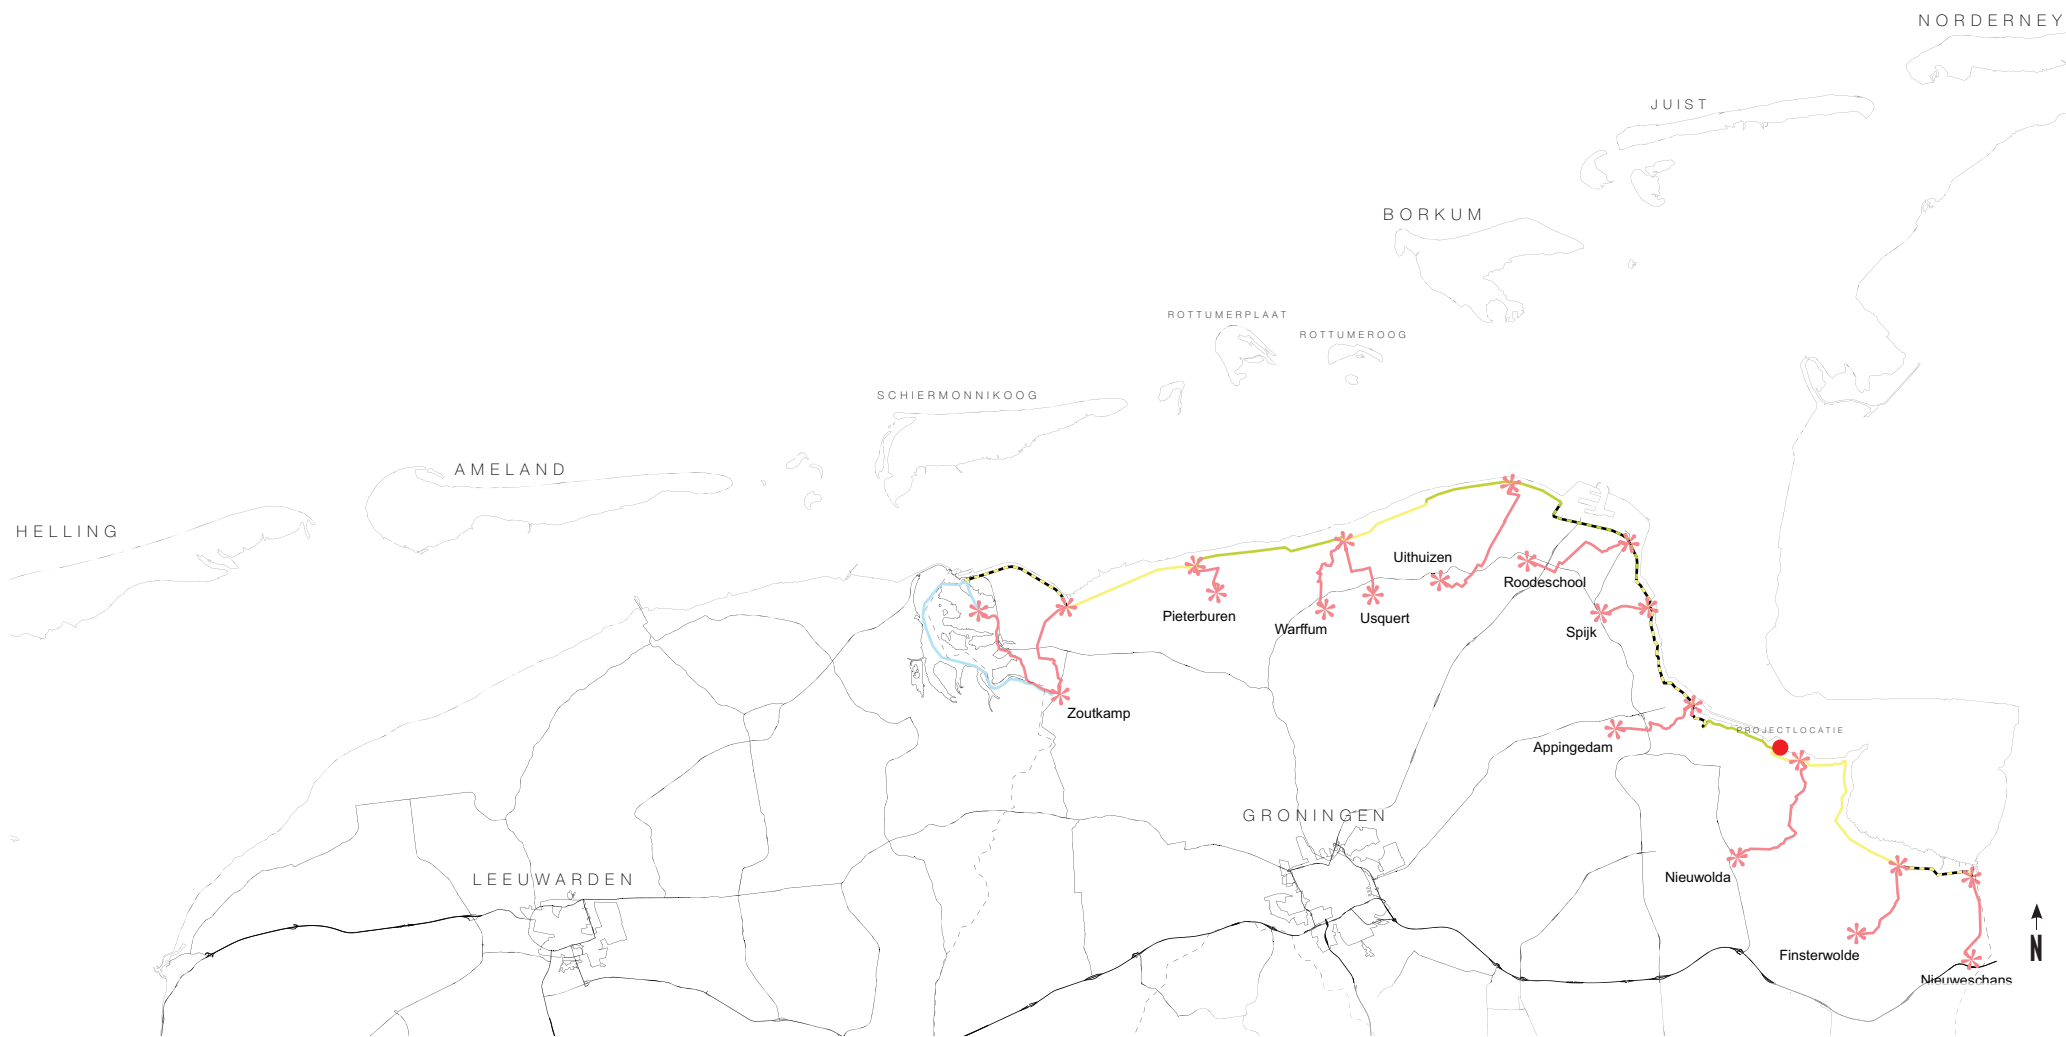 NORDERNEY
JUIST
BORKUM
ROTTUMERPLAAT
ROTTUMEROOG
SCHIERMONNIKOOG
AMELAND
HELLING
Uithuizen
Roodeschool
Pieterburen
Warffum
Usquert
Spijk
Zoutkamp
PROJECTLOCATIE
Appingedam
GRONINGEN
LEEUWARDEN
Nieuwolda
Finsterwolde
N
Nieuweschans